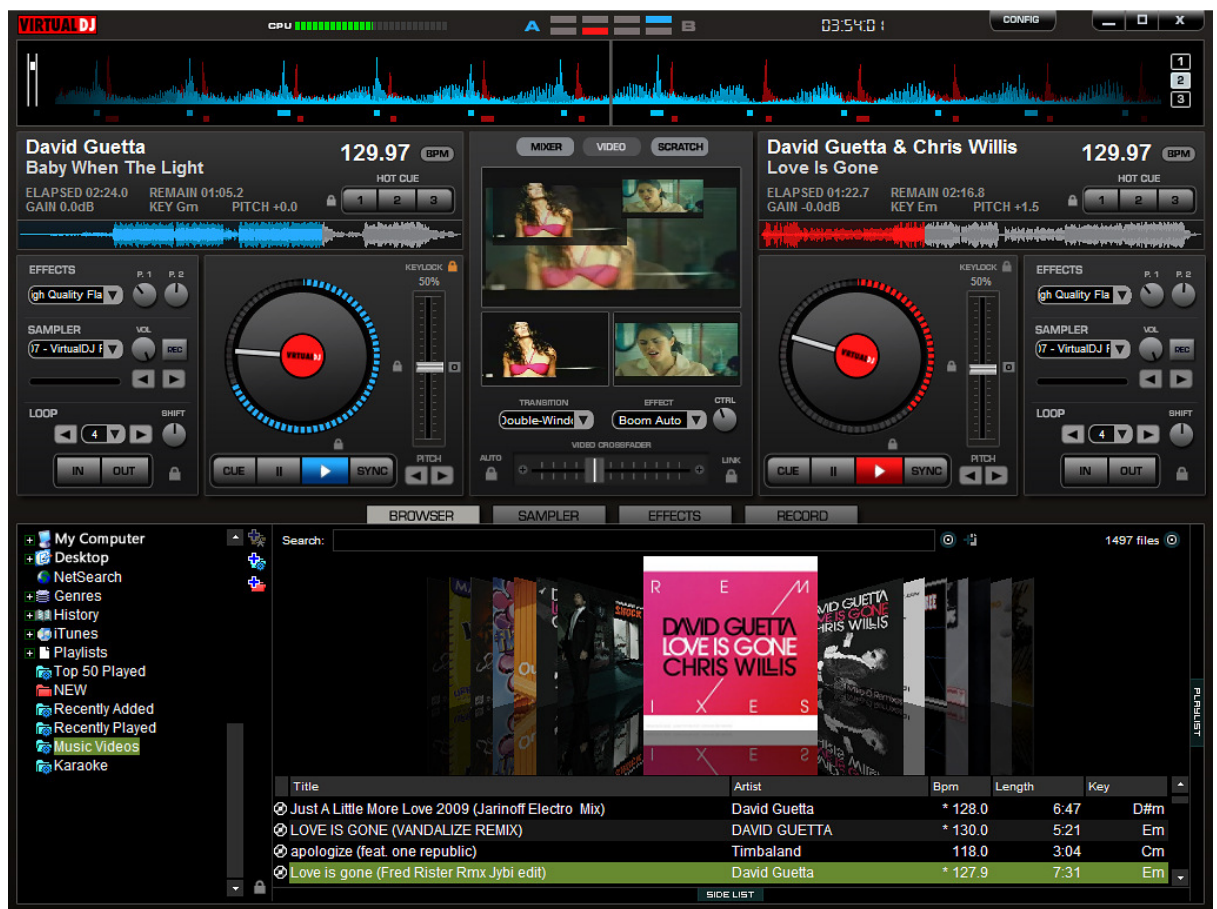 VIRTUAL DJ
CPU
A
B
03:54:01
CONFIG
X
1
2
3
David Guetta
Baby When The Light
129.97 BPM
HOT CUE
ELAPSED 02:24.0 REMAIN 01:05.2
GAIN 0.0dB KEY Gm PITCH +0.0
1 2 3
MIXER VIDEO SCRATCH
David Guetta & Chris Willis
Love Is Gone
129.97 BPM
HOT CUE
ELAPSED 01:22.7 REMAIN 02:16.8
GAIN -0.0dB KEY Em PITCH +1.5
1 2 3
EFFECTS P. 1 P. 2
igh Quality Fla
SAMPLER VOL
07 - VirtualDJ F REC
LOOP SHIFT
4
IN OUT
KEYLOCK
50%
VIRTUAL DJ
CUE II SYNC
PITCH
TRANSITION EFFECT CTRL
Double-Wind Boom Auto
VIDEO CROSSFADER
AUTO LINK
KEYLOCK
50%
VIRTUAL DJ
CUE II SYNC
PITCH
EFFECTS P. 1 P. 2
igh Quality Fla
SAMPLER VOL
07 - VirtualDJ F REC
LOOP SHIFT
4
IN OUT
BROWSER SAMPLER EFFECTS RECORD
My Computer
Desktop
NetSearch
Genres
History
iTunes
Playlists
Top 50 Played
NEW
Recently Added
Recently Played
Music Videos
Karaoke
Search:
1497 files
R E M
DAVID GUETTA
LOVE IS GONE
CHRIS WILLIS
I X E S
DAVID GUETTA
LOVE IS GONE
CHRIS WILLIS
PLAYLIST
Title Artist Bpm Length Key
Just A Little More Love 2009 (Jarinoff Electro Mix) David Guetta * 128.0 6:47 D#m
LOVE IS GONE (VANDALIZE REMIX) DAVID GUETTA * 130.0 5:21 Em
apologize (feat. one republic) Timbaland 118.0 3:04 Cm
Love is gone (Fred Rister Rmx Jybi edit) David Guetta * 127.9 7:31 Em
SIDE LIST